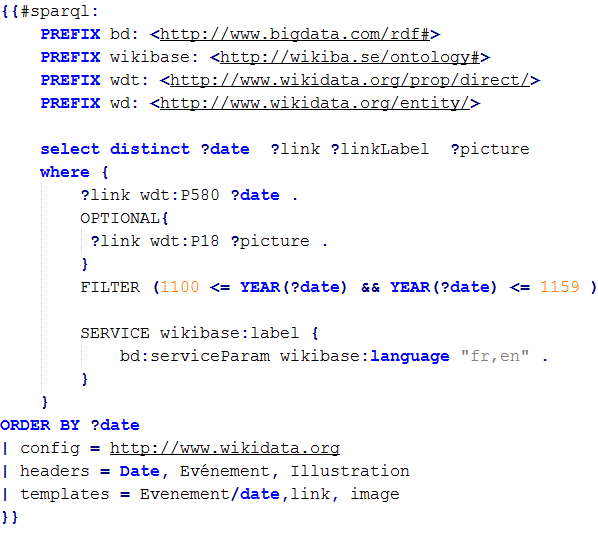 {{#sparql:
PREFIX bd: <http://www.bigdata.com/rdf#>
PREFIX wikibase: <http://wikiba.se/ontology#>
PREFIX wdt: <http://www.wikidata.org/prop/direct/>
PREFIX wd: <http://www.wikidata.org/entity/>
select distinct ?date ?link ?linkLabel ?picture
where {
?link wdt:P580 ?date .
OPTIONAL{
?link wdt:P18 ?picture .
}
FILTER (1100 <= YEAR(?date) && YEAR(?date) <= 1159 )
SERVICE wikibase:label {
bd:serviceParam wikibase:language "fr,en" .
}
}
ORDER BY ?date
| config = http://www.wikidata.org
| headers = Date, Evénement, Illustration
| templates = Evenement/date,link, image
}}